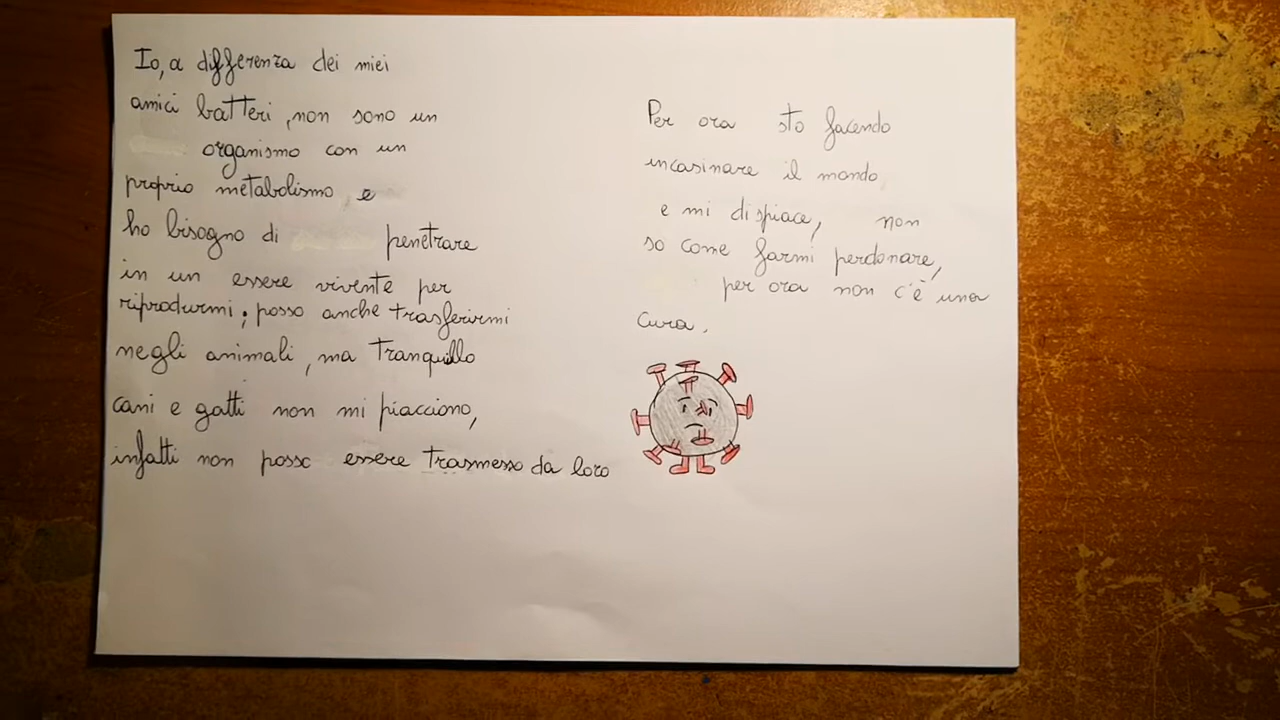 Io, a differenza dei miei
amici batteri, non sono un
organismo con un
proprio metabolismo e
ho bisogno di penetrare
in un essere vivente per
riprodurmi; posso anche trasferirmi
negli animali, ma tranquillo
cani e gatti non mi piacciono,
infatti non posso essere trasmesso da loro
Per ora sto facendo
incasinare il mondo
e mi dispiace, non
so come farmi perdonare,
per ora non c'è una
cura.